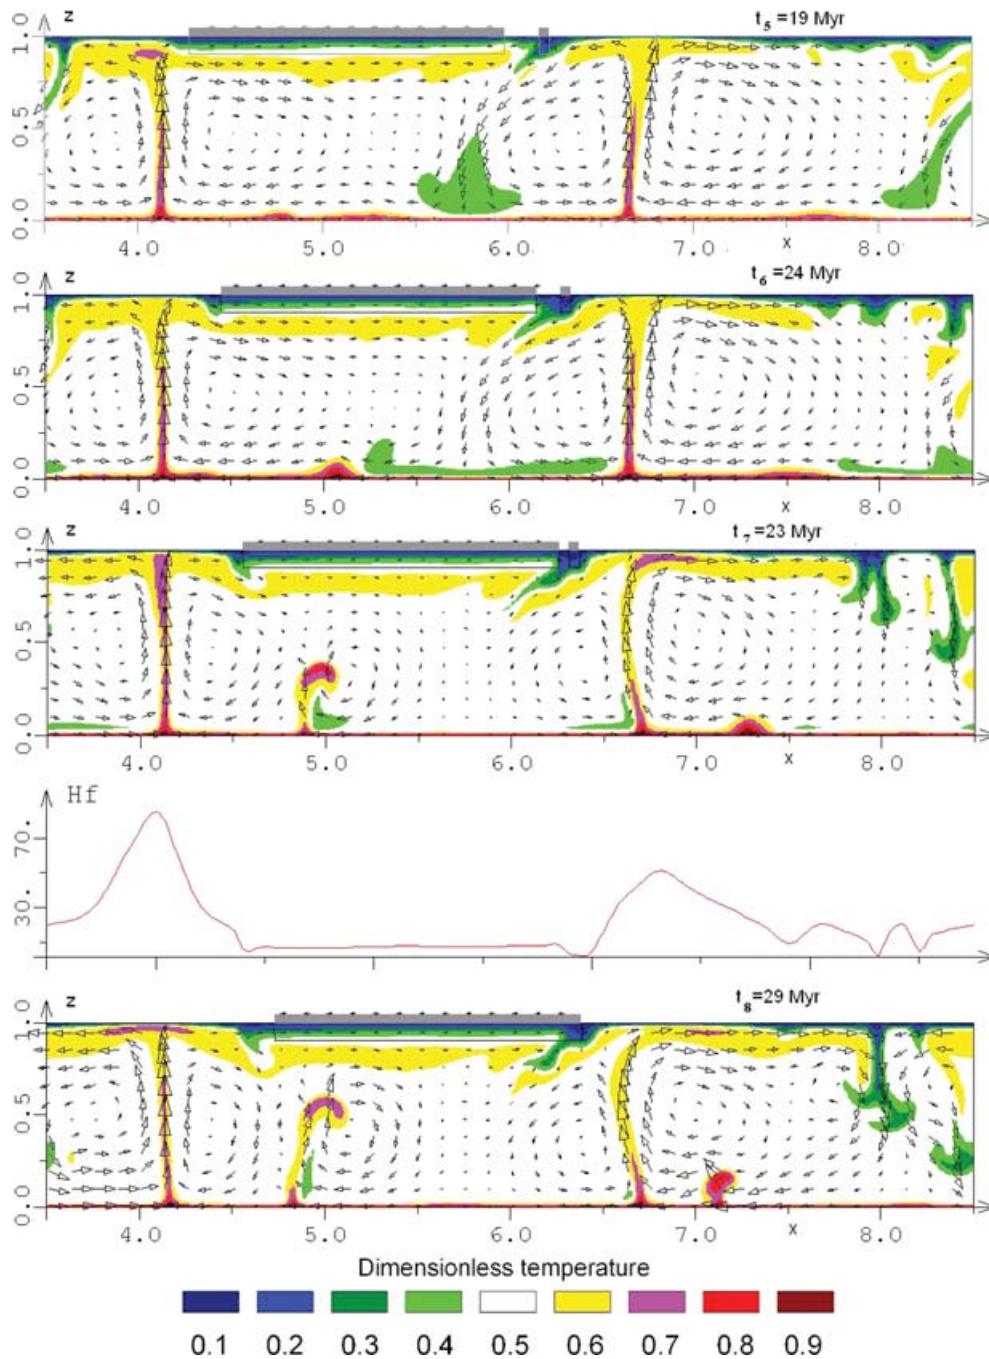 z
t5 =19 Myr
1.0
0.5
0.0
4.0 5.0 6.0 7.0 x 8.0
z
t6 =24 Myr
1.0
0.5
0.0
4.0 5.0 6.0 7.0 x 8.0
z
t7 =23 Myr
1.0
0.5
0.0
4.0 5.0 6.0 7.0 x 8.0
Hf
70.
30.
z
t8 =29 Myr
1.0
0.5
0.0
4.0 5.0 6.0 7.0 x 8.0
Dimensionless temperature
0.1 0.2 0.3 0.4 0.5 0.6 0.7 0.8 0.9